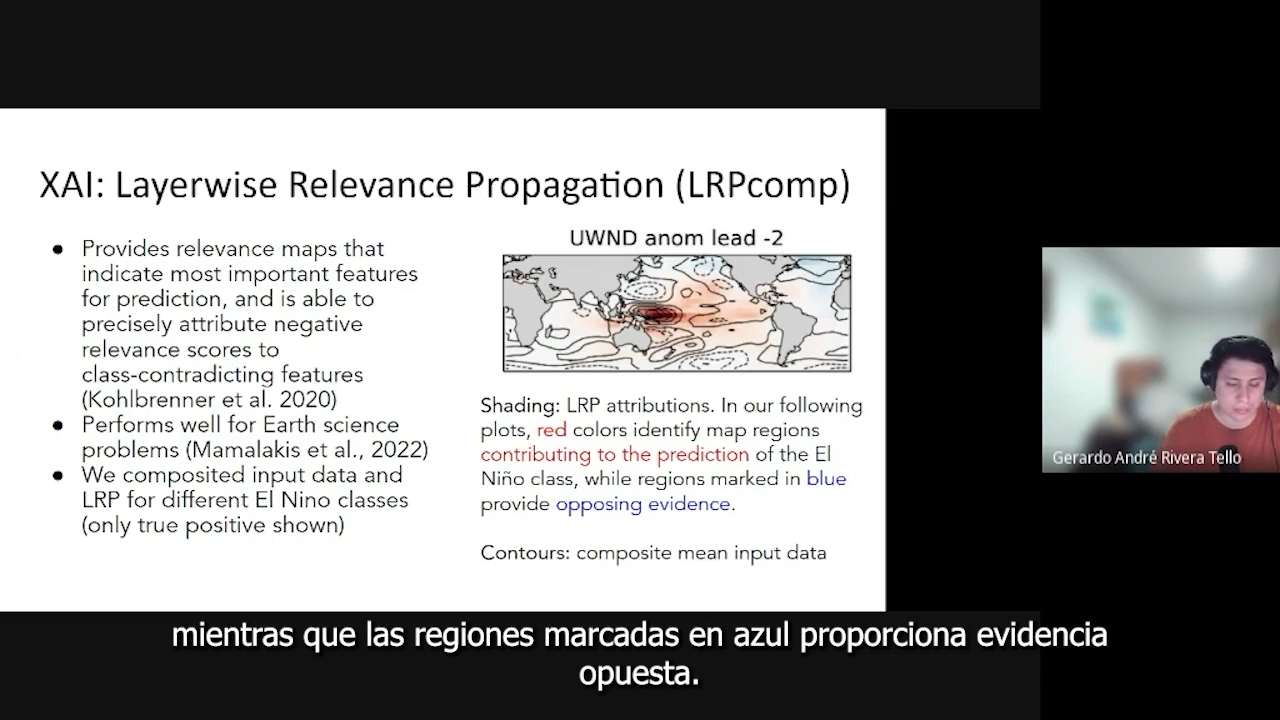 XAI: Layerwise Relevance Propagation (LRPcomp)
● Provides relevance maps that
indicate most important features
for prediction, and is able to
precisely attribute negative
relevance scores to
class-contradicting features
(Kohlbrenner et al. 2020)
● Performs well for Earth science
problems (Mamalakis et al., 2022)
● We composited input data and
LRP for different El Nino classes
(only true positive shown)
UWND anom lead -2
Shading: LRP attributions. In our following
plots, red colors identify map regions
contributing to the prediction of the El
Niño class, while regions marked in blue
provide opposing evidence.
Contours: composite mean input data
Gerardo André Rivera Tello
mientras que las regiones marcadas en azul proporciona evidencia
opuesta.